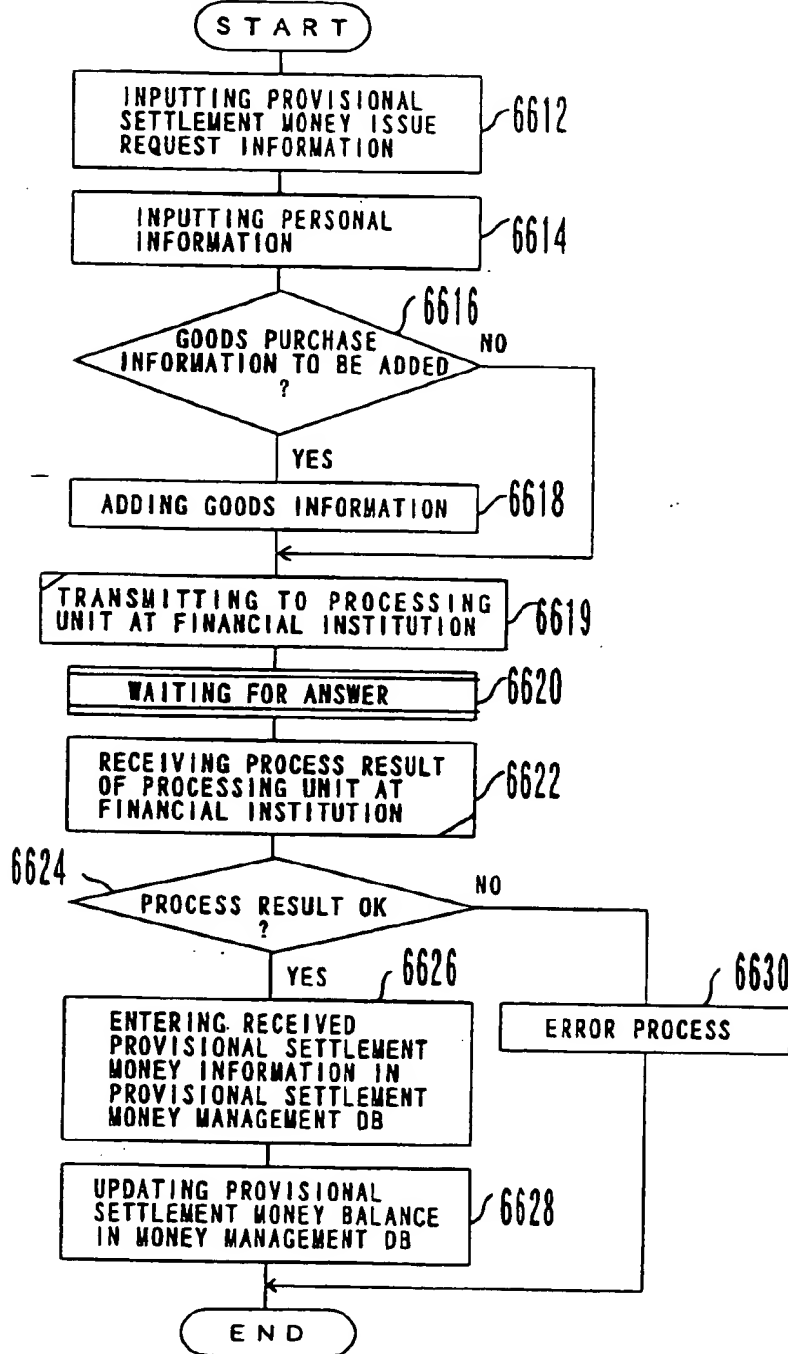 START
INPUTTING PROVISIONAL
SETTLEMENT MONEY ISSUE
REQUEST INFORMATION
6612
INPUTTING PERSONAL
INFORMATION
6614
6616
GOODS PURCHASE
INFORMATION TO BE ADDED
?
NO
YES
ADDING GOODS INFORMATION
6618
TRANSMITTING TO PROCESSING
UNIT AT FINANCIAL INSTITUTION
6619
WAITING FOR ANSWER
6620
RECEIVING PROCESS RESULT
OF PROCESSING UNIT AT
FINANCIAL INSTITUTION
6622
6624
PROCESS RESULT OK
?
NO
YES
6626
ENTERING RECEIVED
PROVISIONAL SETTLEMENT
MONEY INFORMATION IN
PROVISIONAL SETTLEMENT
MONEY MANAGEMENT DB
6630
ERROR PROCESS
UPDATING PROVISIONAL
SETTLEMENT MONEY BALANCE
IN MONEY MANAGEMENT DB
6628
END